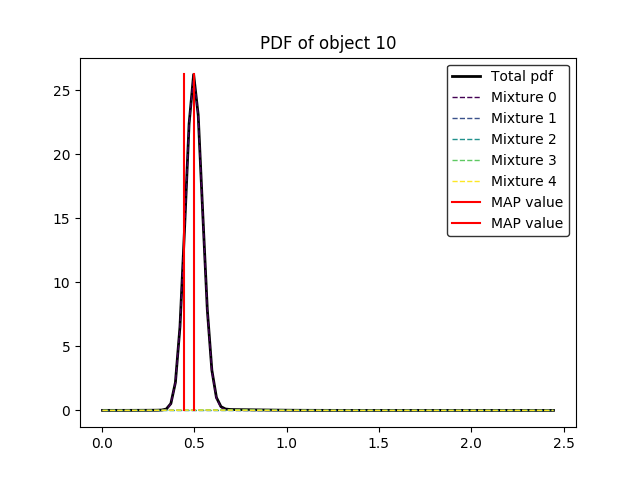 PDF of object 10
Total pdf
Mixture 0
Mixture 1
Mixture 2
Mixture 3
Mixture 4
MAP value
MAP value
25
20
15
10
5
0
0.0 0.5 1.0 1.5 2.0 2.5